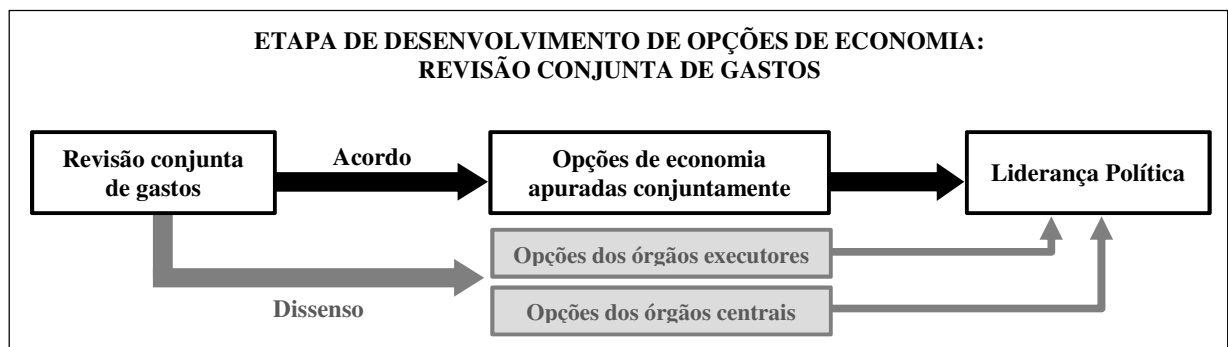 ETAPA DE DESENVOLVIMENTO DE OPÇÕES DE ECONOMIA:
REVISÃO CONJUNTA DE GASTOS
Revisão conjunta
de gastos
Acordo
Opções de economia
apuradas conjuntamente
Liderança Política
Opções dos órgãos executores
Dissenso
Opções dos órgãos centrais